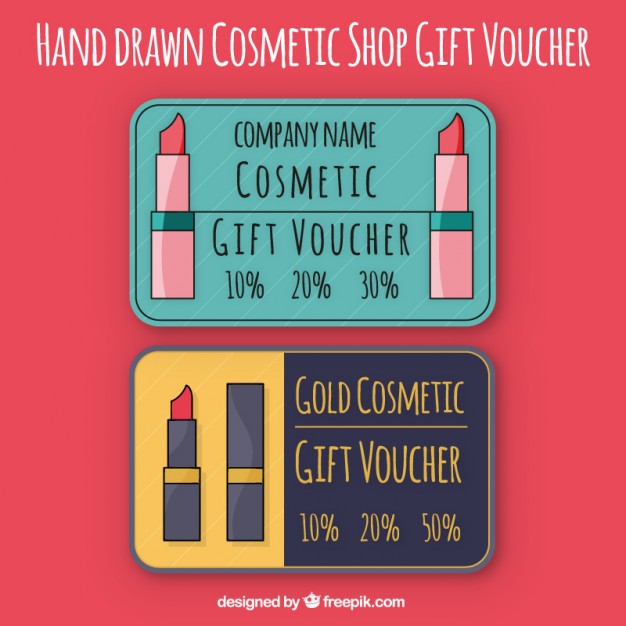 Hand drawn Cosmetic Shop Gift Voucher
COMPANY NAME
COSMETIC
GIFT VOUCHER
10% 20% 30%
GOLD COSMETIC
GIFT VOUCHER
10% 20% 50%
designed by freepik.com